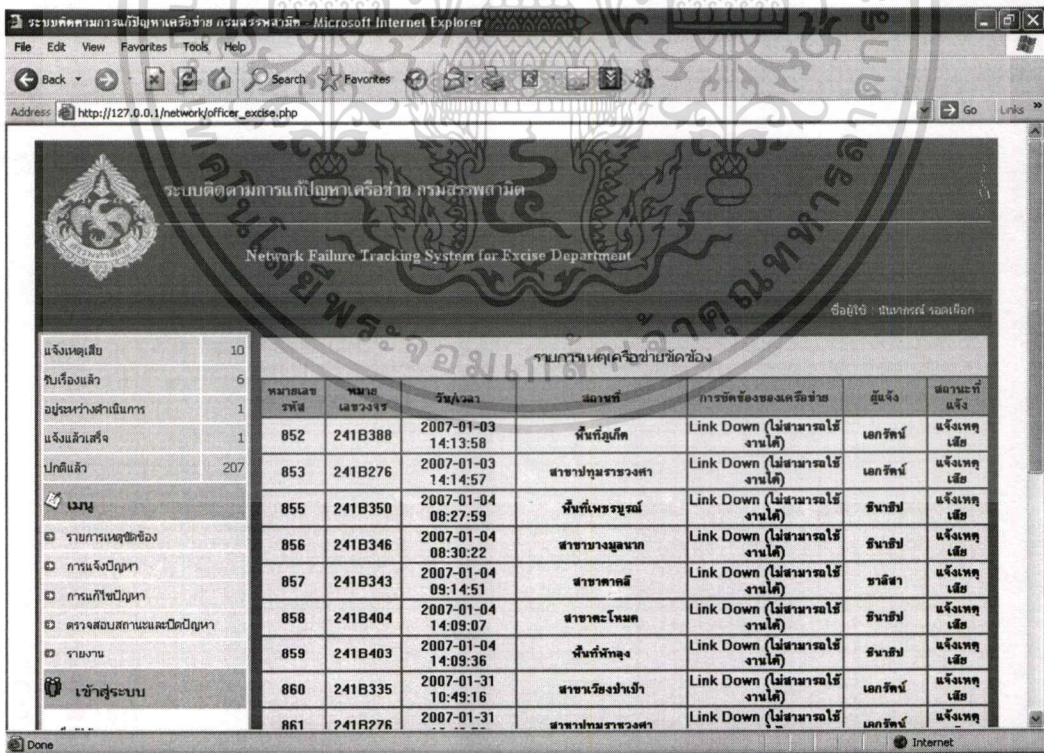 ระบบติดตามการแก้ปัญหาเครือข่าย กรมสรรพสามิต - Microsoft Internet Explorer
File Edit View Favorites Tools Help
Back Search Favorites
Address http://127.0.0.1/network/officer_excise.php Go Links
ระบบติดตามการแก้ปัญหาเครือข่าย กรมสรรพสามิต
Network Failure Tracking System for Excise Department
ชื่อผู้ใช้ :
แจ้งเหตุเสีย 10
รับเรื่องแล้ว 6
อยู่ระหว่างดำเนินการ 1
แจ้งแล้วเสร็จ 1
ปกติแล้ว 207
เมนู
รายการเหตุขัดข้อง
การแจ้งปัญหา
การแก้ไขปัญหา
ตรวจสอบสถานะและปิดปัญหา
รายงาน
เข้าสู่ระบบ
รายการเหตุเครือข่ายขัดข้อง
หมายเลขรหัส หมายเลขวงจร วัน/เวลา สถานที่ การขัดข้องของเครือข่าย ผู้แจ้ง สถานะที่แจ้ง
852 241B388 2007-01-03 14:13:58 พื้นที่ภูเก็ต Link Down (ไม่สามารถใช้งานได้) เอกรัตน์ แจ้งเหตุเสีย
853 241B276 2007-01-03 14:14:57 สาขาปทุมราชวงศา Link Down (ไม่สามารถใช้งานได้) เอกรัตน์ แจ้งเหตุเสีย
855 241B350 2007-01-04 08:27:59 พื้นที่เพชรบูรณ์ Link Down (ไม่สามารถใช้งานได้) ชินาธิป แจ้งเหตุเสีย
856 241B346 2007-01-04 08:30:22 สาขาบางมูลนาก Link Down (ไม่สามารถใช้งานได้) ชินาธิป แจ้งเหตุเสีย
857 241B343 2007-01-04 09:14:51 สาขาตาคลี Link Down (ไม่สามารถใช้งานได้) ชาลิสา แจ้งเหตุเสีย
858 241B404 2007-01-04 14:09:07 สาขาตะโหมด Link Down (ไม่สามารถใช้งานได้) ชินาธิป แจ้งเหตุเสีย
859 241B403 2007-01-04 14:09:36 พื้นที่พัทลุง Link Down (ไม่สามารถใช้งานได้) ชินาธิป แจ้งเหตุเสีย
860 241B335 2007-01-31 10:49:16 สาขาเวียงป่าเป้า Link Down (ไม่สามารถใช้งานได้) เอกรัตน์ แจ้งเหตุเสีย
861 241B276 2007-01-31 สาขาปทุมราชวงศา Link Down (ไม่สามารถใช้ เอกรัตน์ แจ้งเหตุ
Done Internet